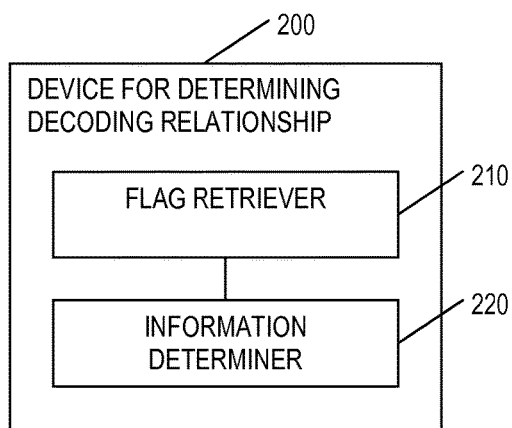 200
DEVICE FOR DETERMINING
DECODING RELATIONSHIP
FLAG RETRIEVER
210
INFORMATION
DETERMINER
220